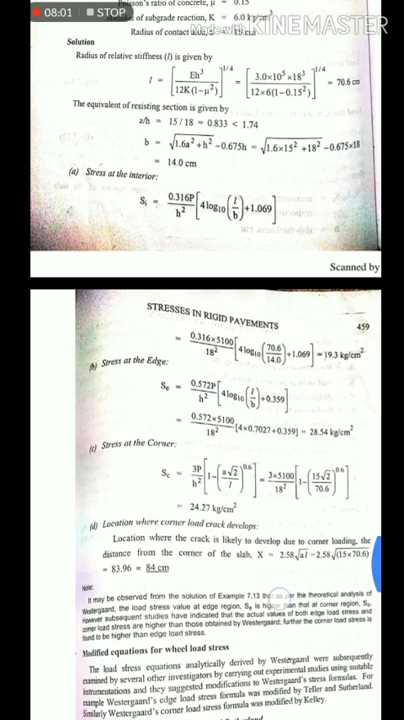 08:01 STOP
Poisson's ratio of concrete, μ = 0.15
of subgrade reaction, K = 6.0 kg/cm³
Radius of contact
KINEMASTER
Solution
Radius of relative stiffness (l) is given by
l = [Eh³ / 12K(1-μ²)]^1/4 = [3.0×10⁵×18³ / 12×6(1-0.15²)]^1/4 = 70.6 cm
The equivalent of resisting section is given by
a/h = 15/18 = 0.833 < 1.74
b = √1.6a²+h² -0.675h = √1.6×15²+18² -0.675×18
= 14.0 cm
(a) Stress at the interior:
Sᵢ = 0.316P/h² [4 log₁₀(l/b)+1.069]
Scanned by
STRESSES IN RIGID PAVEMENTS 459
= 0.316×5100/18² [4 log₁₀(70.6/14.0)+1.069] = 19.3 kg/cm²
(b) Stress at the Edge:
Sₑ = 0.572P/h² [4 log₁₀(l/b)+0.359]
= 0.572×5100/18² [4×0.7027+0.359] = 28.54 kg/cm²
(c) Stress at the Corner:
S꜀ = 3P/h² [1-(a√2/l)^0.6] = 3×5100/18² [1-(15√2/70.6)^0.6]
= 24.27 kg/cm²
(d) Location where corner load crack develops:
Location where the crack is likely to develop due to corner loading, the
distance from the corner of the slab, X = 2.58√al = 2.58√(15×70.6)
= 83.96 = 84 cm
Note:
It may be observed from the solution of Example 7.13 for the theoretical analysis of
Westergaard, the load stress value at edge region, Sₑ is than that at corner region, S꜀.
However subsequent studies have indicated that the actual values of both edge load stress and
corner load stress are higher than those obtained by Westergaard; further the corner load stress is
found to be higher than edge load stress.
Modified equations for wheel load stress
The load stress equations analytically derived by Westergaard were subsequently
examined by several other investigators by carrying out experimental studies using suitable
instrumentations and they suggested modifications to Westergaard's stress formulas. For
example Westergaard's edge load stress formula was modified by Teller and Sutherland.
Similarly Westergaard's corner load stress formula was modified by Kelley.